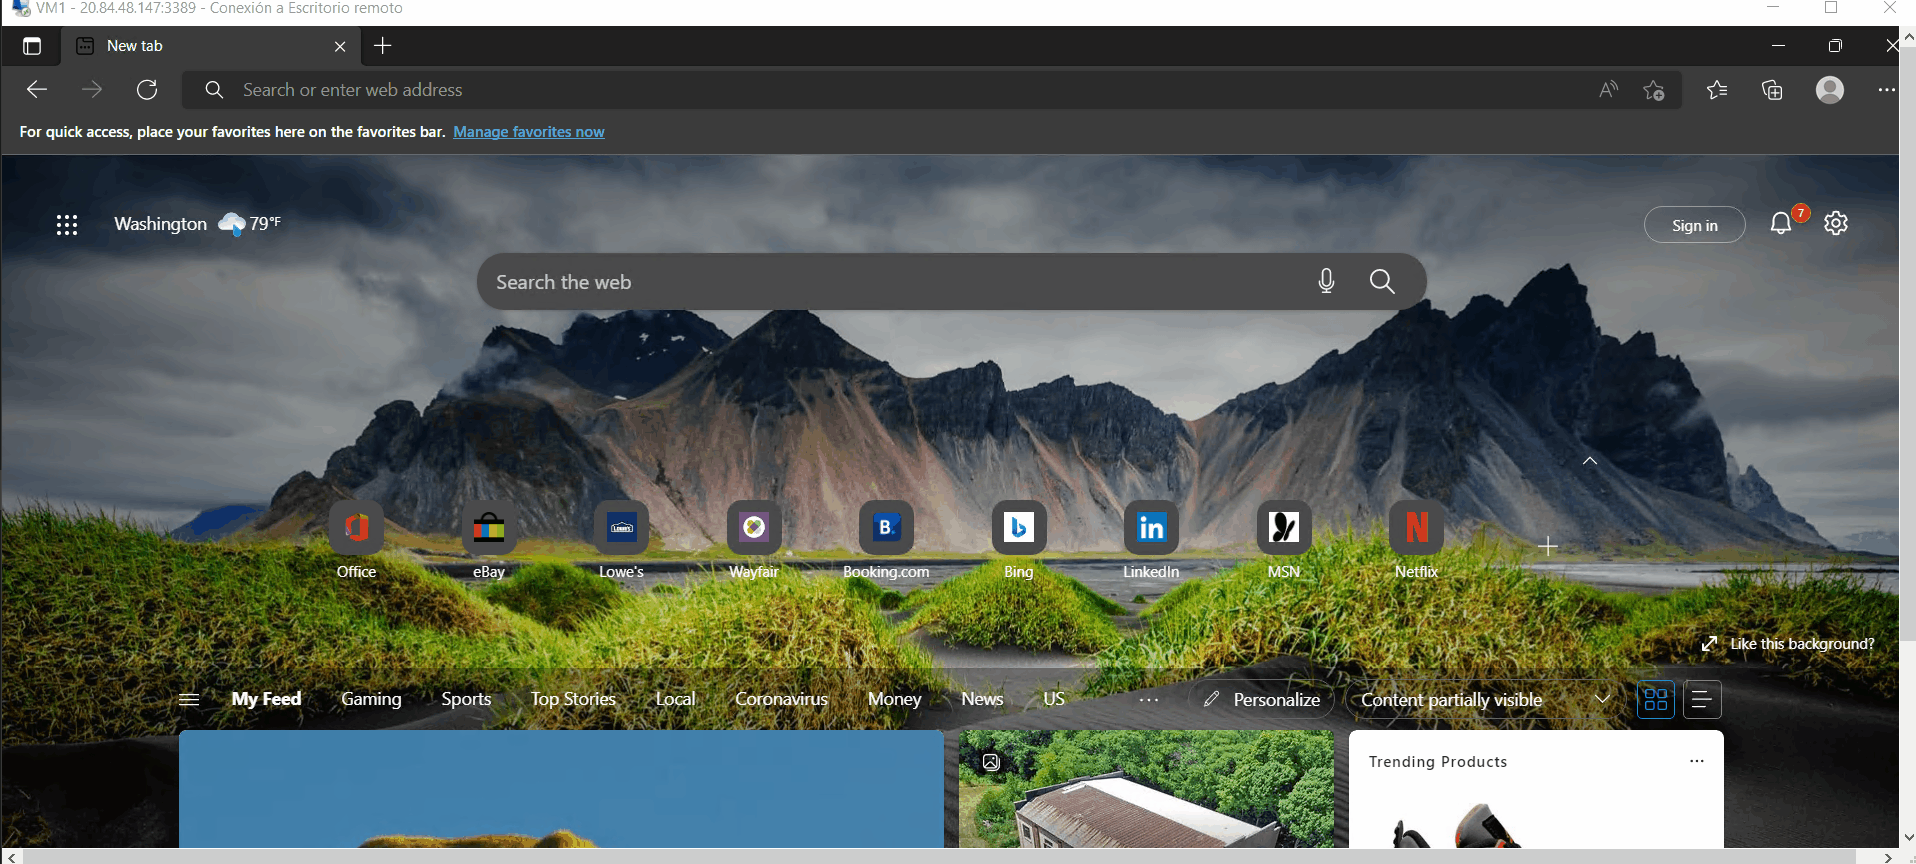 VM1 - 20.84.48.147:3389 - Conexión a Escritorio remoto
New tab
Search or enter web address
For quick access, place your favorites here on the favorites bar. Manage favorites now
Washington 79°F
Sign in
7
Search the web
LOWE'S B. in N
Office eBay Lowe's Wayfair Booking.com Bing LinkedIn MSN Netflix
Like this background?
My Feed Gaming Sports Top Stories Local Coronavirus Money News US ... Personalize Content partially visible
Trending Products